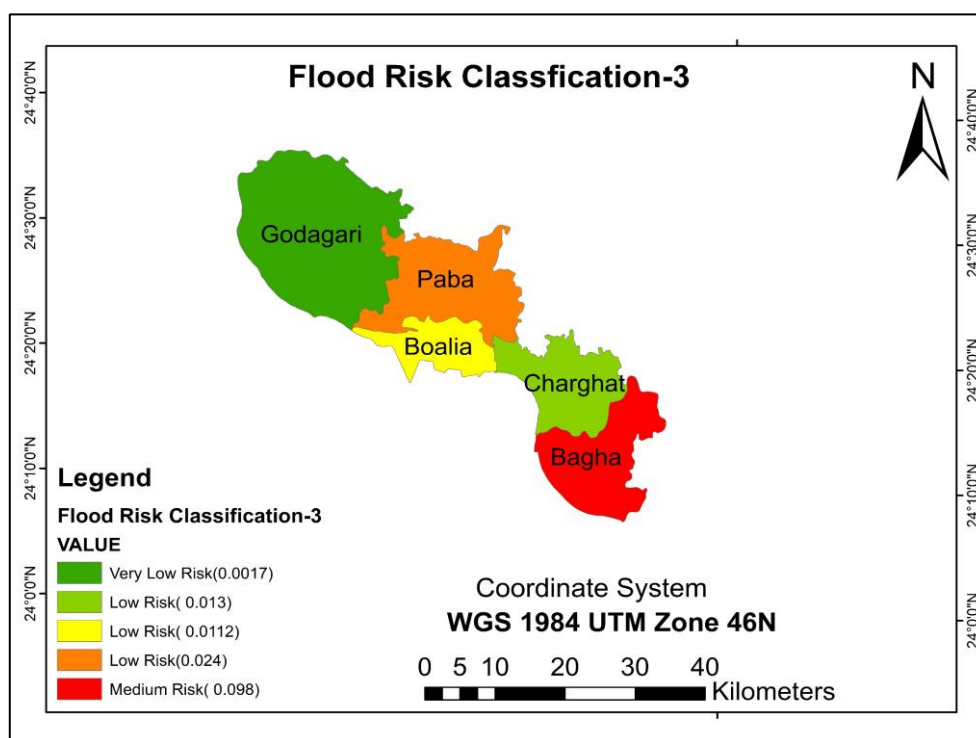 Flood Risk Classfication-3
N
24°40'0"N
24°40'0"N
24°30'0"N
24°30'0"N
24°20'0"N
24°20'0"N
24°10'0"N
24°10'0"N
24°0'0"N
24°0'0"N
Godagari
Paba
Boalia
Charghat
Bagha
Legend
Flood Risk Classification-3
VALUE
Very Low Risk(0.0017)
Low Risk( 0.013)
Low Risk( 0.0112)
Low Risk(0.024)
Medium Risk( 0.098)
Coordinate System
WGS 1984 UTM Zone 46N
0 5 10 20 30 40
Kilometers